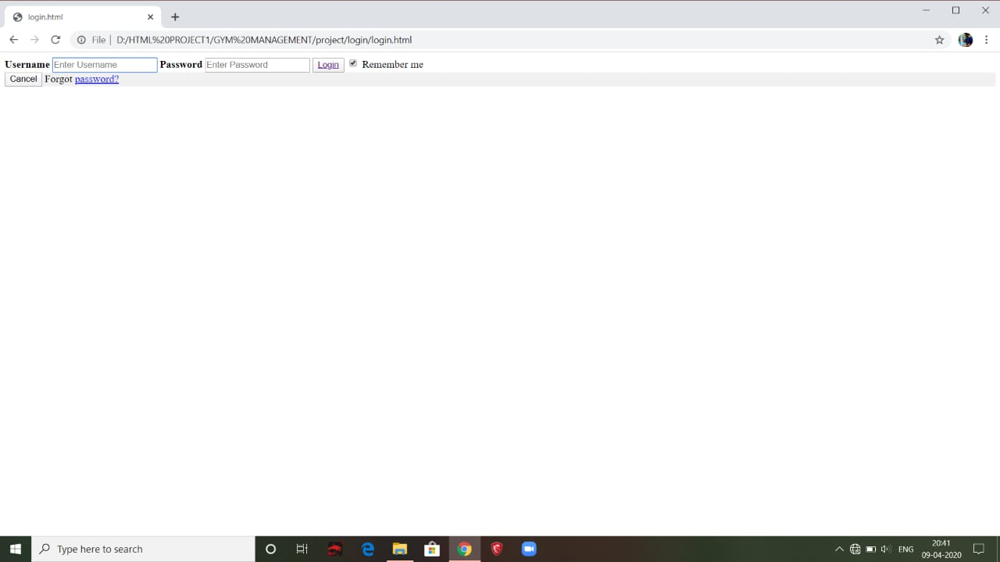 login.html
File | D:/HTML%20PROJECT1/GYM%20MANAGEMENT/project/login/login.html
Username Enter Username Password Enter Password Login Remember me
Cancel Forgot password?
Type here to search
ENG
20:41
09-04-2020